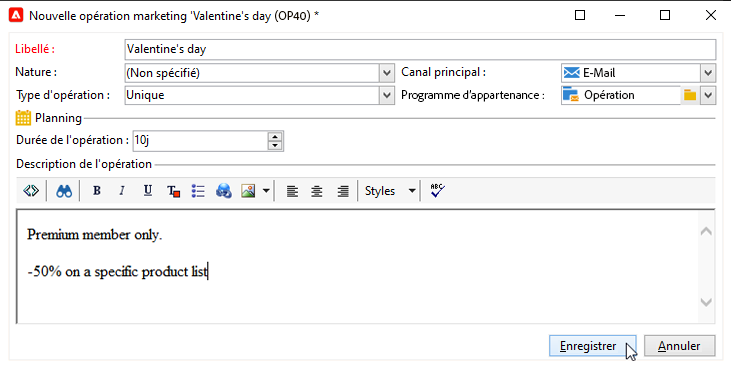 Nouvelle opération marketing 'Valentine's day (OP40) *
Libellé : Valentine's day
Nature : (Non spécifié) Canal principal : E-Mail
Type d'opération : Unique Programme d'appartenance : Opération
Planning
Durée de l'opération : 10j
Description de l'opération
B I U T Styles ABC
Premium member only.
-50% on a specific product list
Enregistrer Annuler